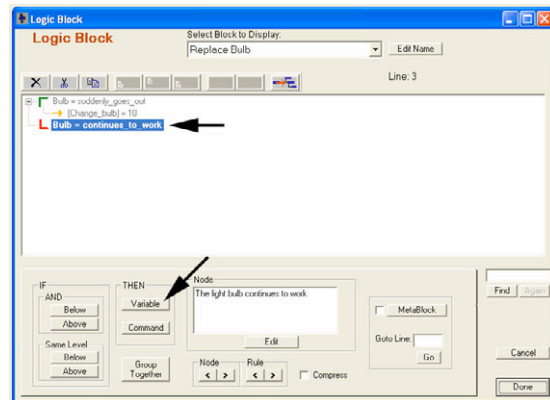 Logic Block
Logic Block
Select Block to Display:
Replace Bulb
Edit Name
Line: 3
Bulb = suddenly_goes_out
[Change_bulb] = 10
Bulb = continues_to_work
IF
AND
Below
Above
Same Level
Below
Above
THEN
Variable
Command
Group
Together
Node
The light bulb continues to work
Edit
Node
< >
Rule
< >
Compress
MetaBlock
Goto Line:
Go
Find
Again
Cancel
Done